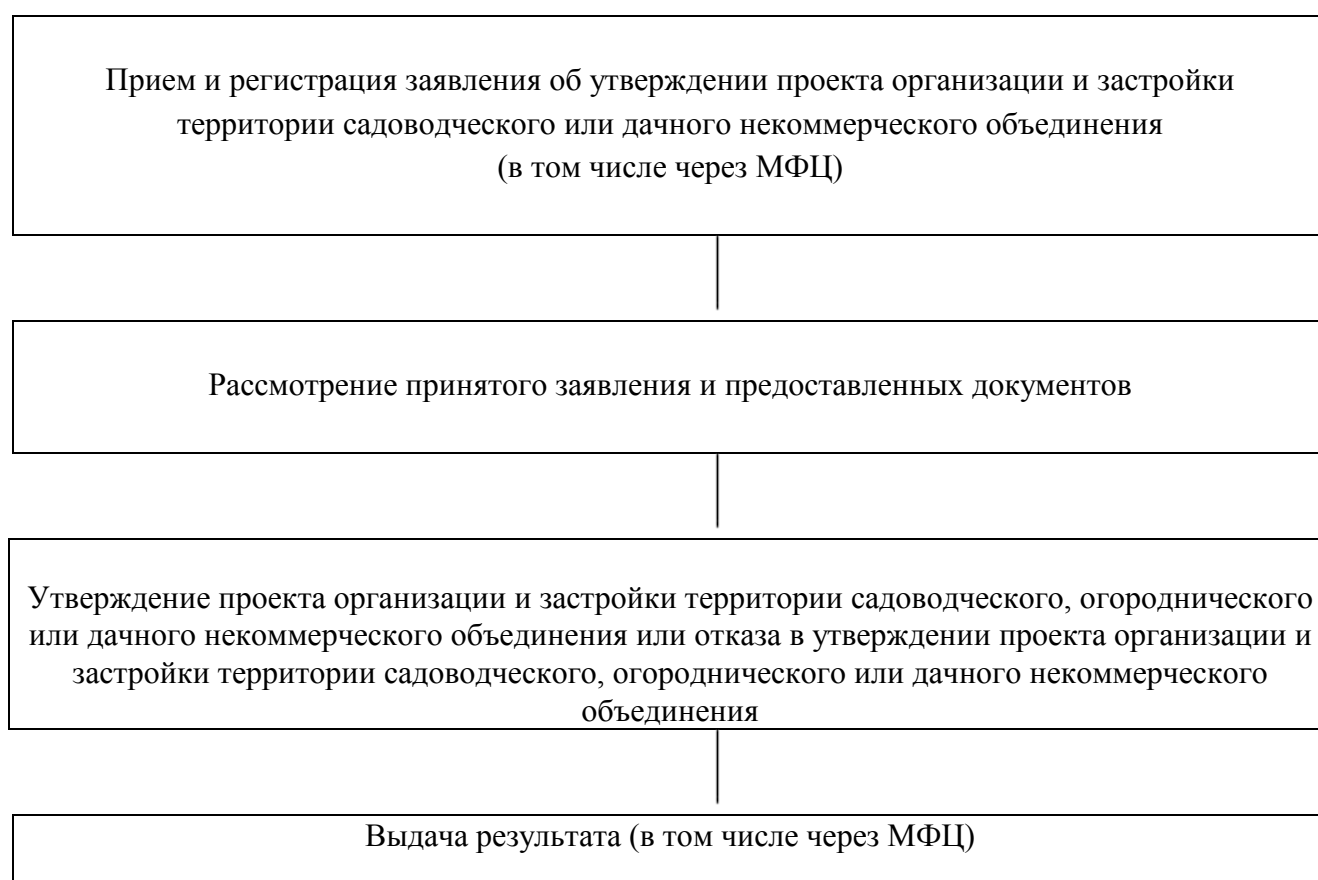 Прием и регистрация заявления об утверждении проекта организации и застройки
территории садоводческого или дачного некоммерческого объединения
(в том числе через МФЦ)
Рассмотрение принятого заявления и предоставленных документов
Утверждение проекта организации и застройки территории садоводческого, огороднического
или дачного некоммерческого объединения или отказа в утверждении проекта организации и
застройки территории садоводческого, огороднического или дачного некоммерческого
объединения
Выдача результата (в том числе через МФЦ)